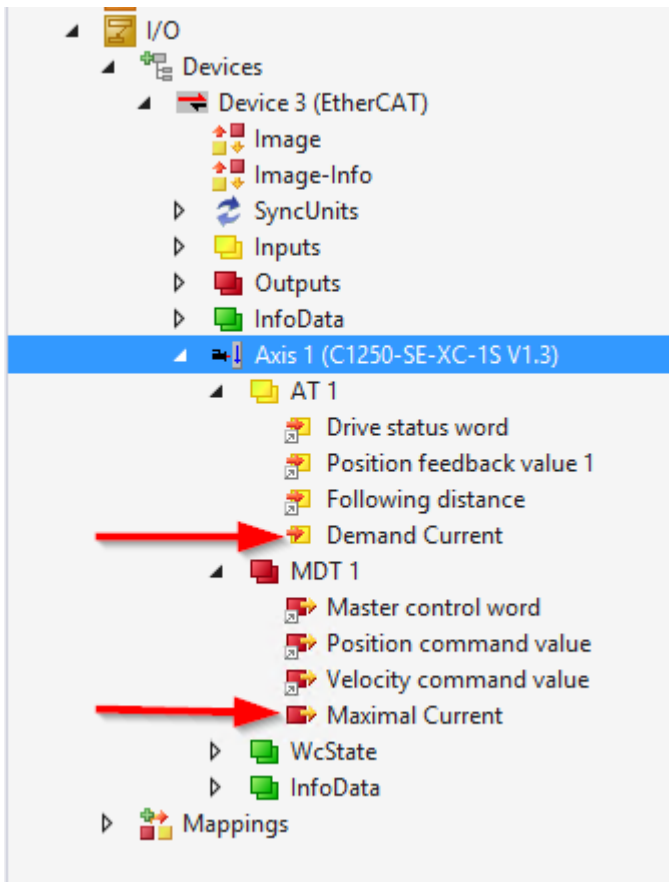 I/O
Devices
Device 3 (EtherCAT)
Image
Image-Info
SyncUnits
Inputs
Outputs
InfoData
Axis 1 (C1250-SE-XC-1S V1.3)
AT 1
Drive status word
Position feedback value 1
Following distance
Demand Current
MDT 1
Master control word
Position command value
Velocity command value
Maximal Current
WcState
InfoData
Mappings